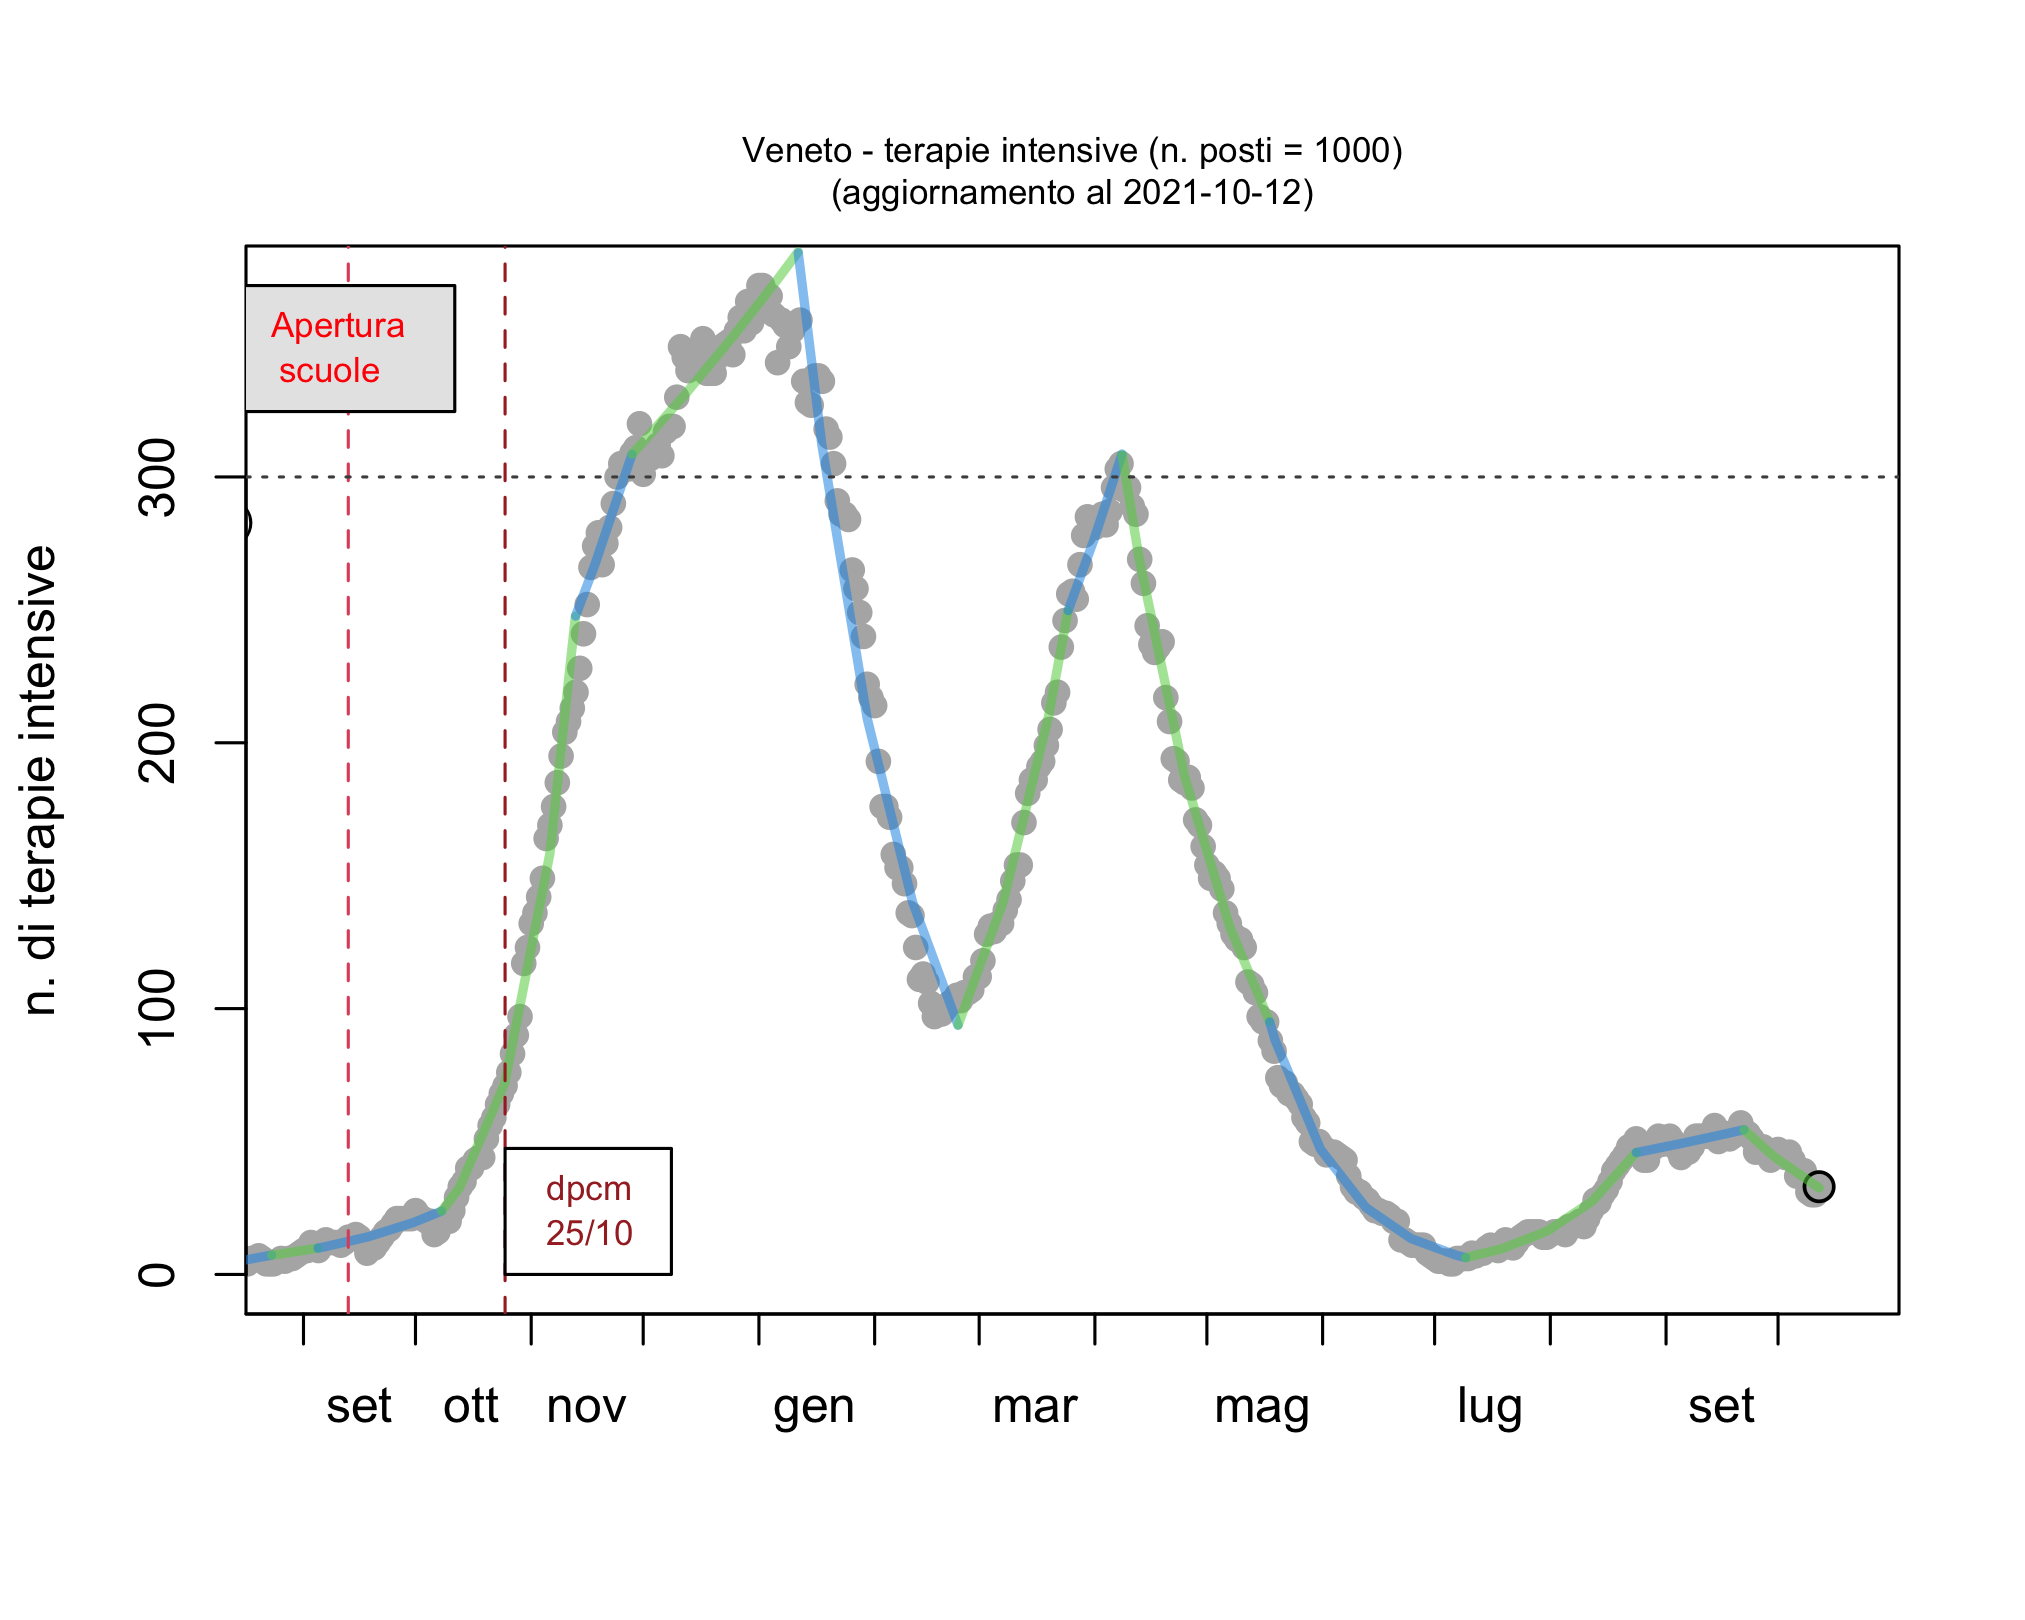 Veneto - terapie intensive (n. posti = 1000)
(aggiornamento al 2021-10-12)
Apertura
scuole
n. di terapie intensive
300
200
100
0
dpcm
25/10
set ott nov gen mar mag lug set